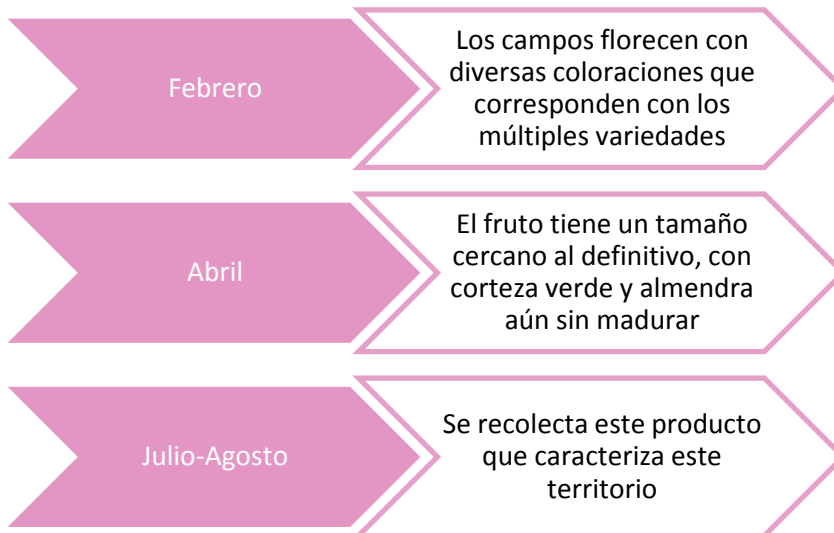 Febrero
Los campos florecen con
diversas coloraciones que
corresponden con los
múltiples variedades
Abril
El fruto tiene un tamaño
cercano al definitivo, con
corteza verde y almendra
aún sin madurar
Julio-Agosto
Se recolecta este producto
que caracteriza este
territorio